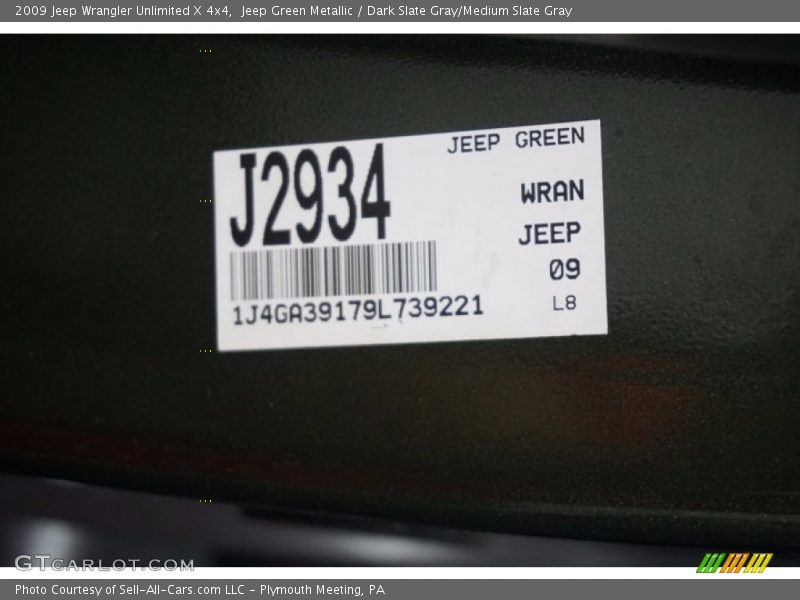 2009 Jeep Wrangler Unlimited X 4x4,  Jeep Green Metallic / Dark Slate Gray/Medium Slate Gray
J2934
JEEP GREEN
WRAN
JEEP
09
L8
1J4GA39179L739221
GTCARLOT.COM
Photo Courtesy of Sell-All-Cars.com LLC - Plymouth Meeting, PA